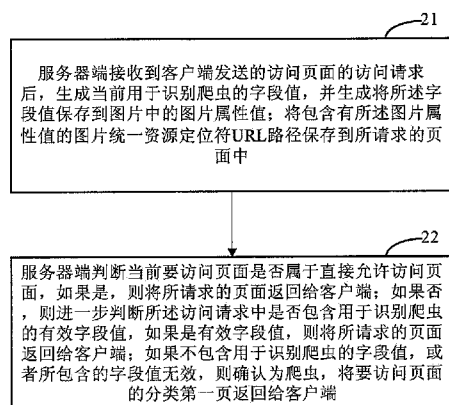 21
服务器端接收到客户端发送的访问页面的访问请求
后，生成当前用于识别爬虫的字段值，并生成将所述
字段值保存到图片中的图片属性值；将包含有所述图片属
性值的图片统一资源定位符URL路径保存到所请求的页
面中
22
服务器端判断当前要访问页面是否属于直接允许访问页
面，如果是，则将所请求的页面返回给客户端；如果否
，则进一步判断所述访问请求中是否包含用于识别爬虫
的有效字段值，如果是有效字段值，则将所请求的页面
返回给客户端；如果不包含用于识别爬虫的字段值，或
者所包含的字段值无效，则确认为爬虫，将要访问页面
的分类第一页返回给客户端